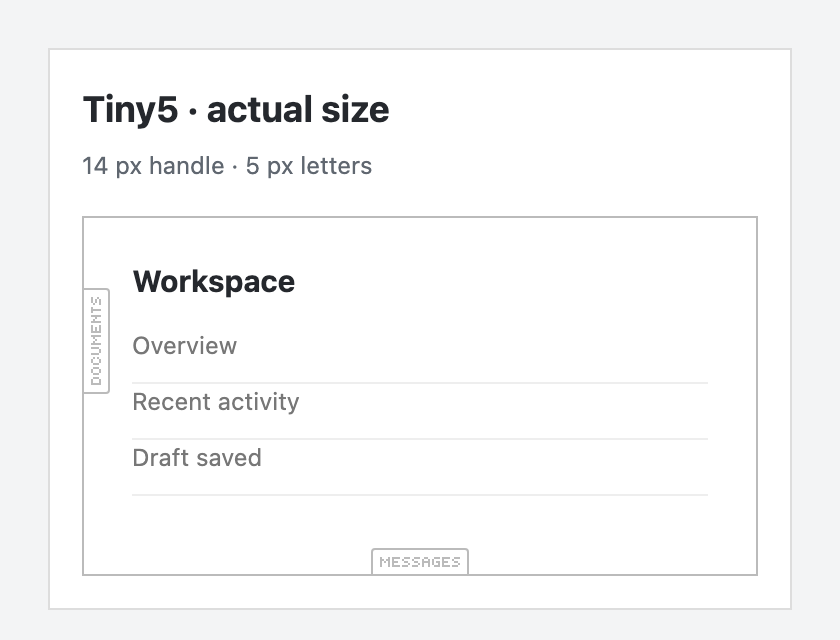 Tiny5 · actual size
14 px handle · 5 px letters
Workspace
DOCUMENTS
Overview
Recent activity
Draft saved
MESSAGES